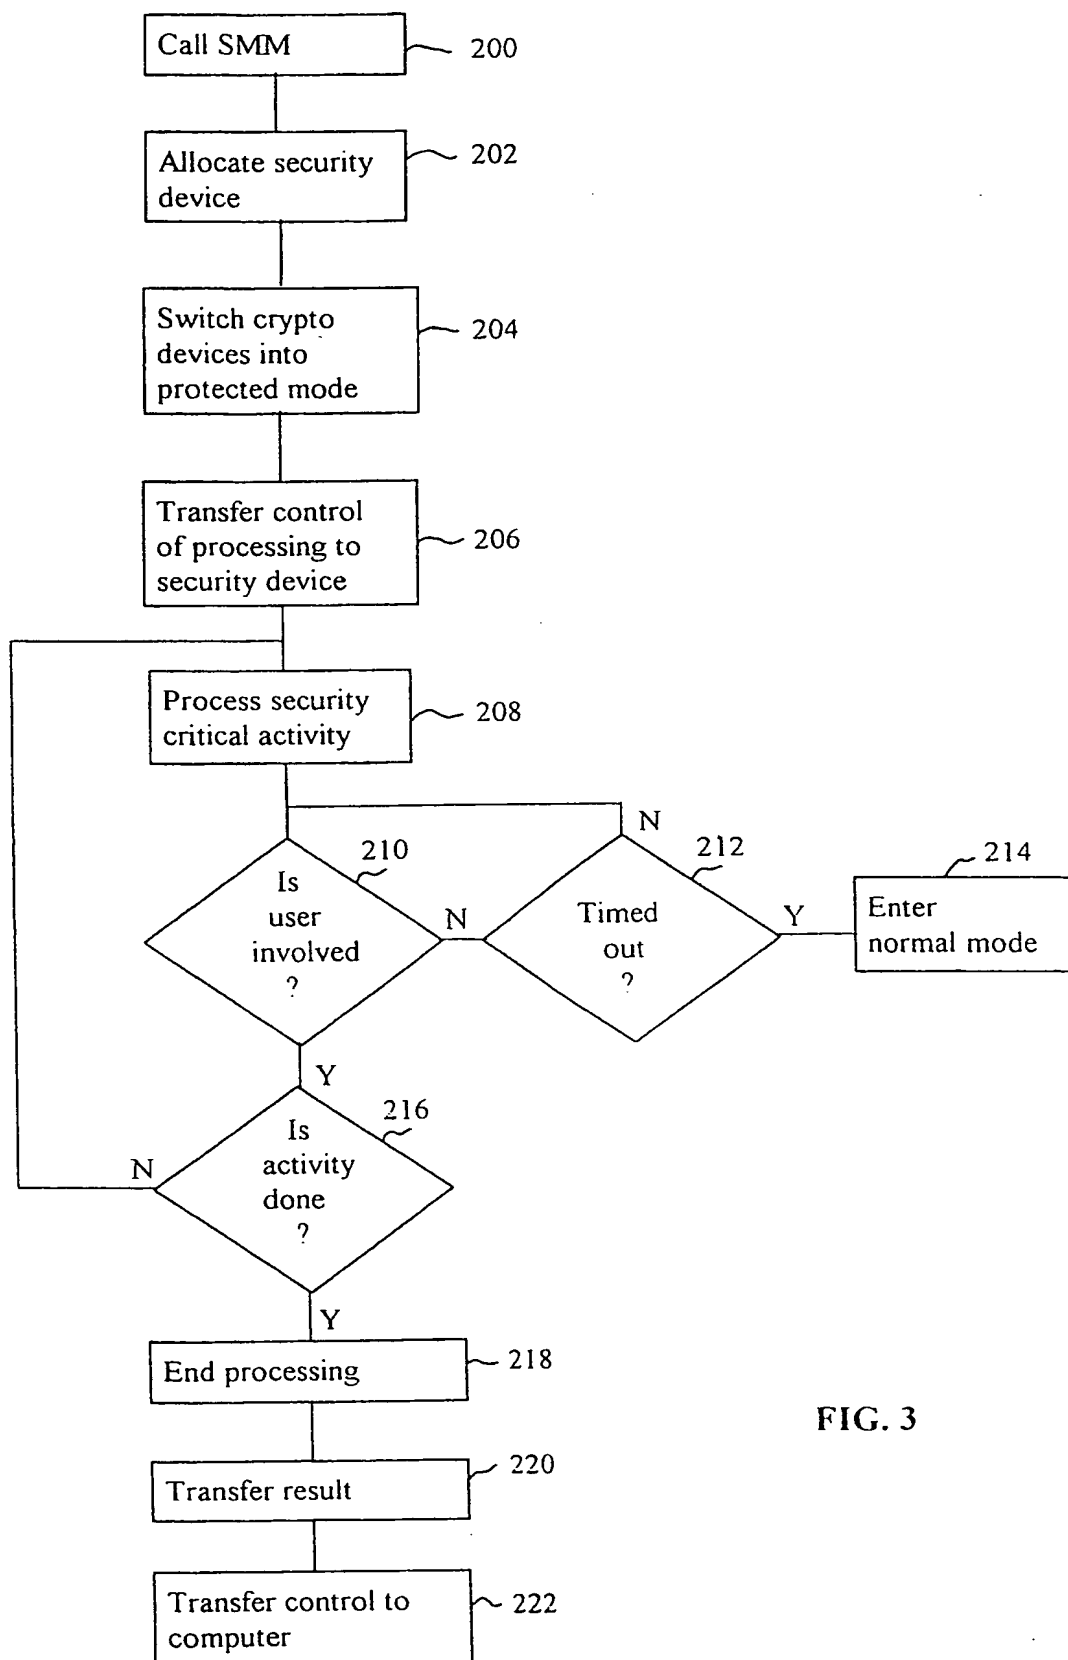 Call SMM
200
Allocate security
device
202
Switch crypto
devices into
protected mode
204
Transfer control
of processing to
security device
206
Process security
critical activity
208
Is
user
involved
?
210
N
Y
Timed
out
?
212
N
Y
Enter
normal mode
214
Is
activity
done
?
216
N
Y
End processing
218
Transfer result
220
Transfer control to
computer
222
FIG. 3